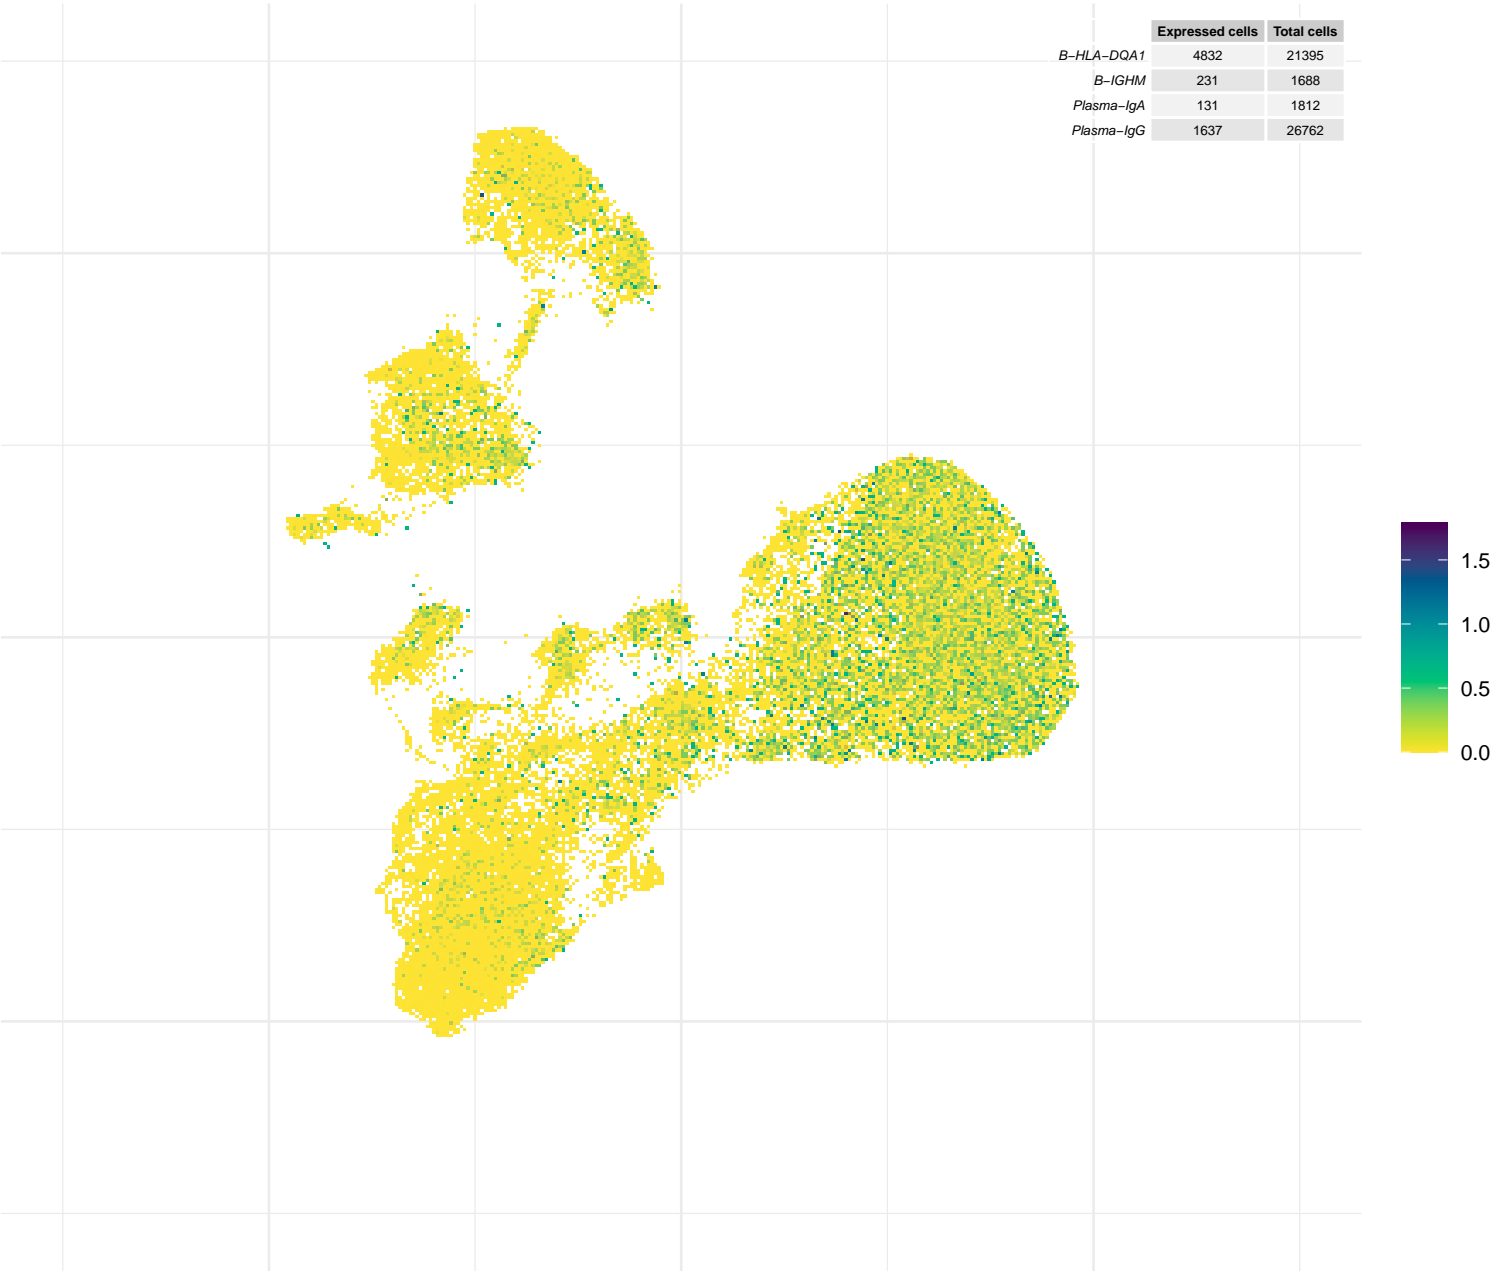 Expressed cells Total cells
B−HLA−DQA1 4832 21395
B−IGHM 231 1688
Plasma−IgA 131 1812
Plasma−IgG 1637 26762
1.5
1.0
0.5
0.0